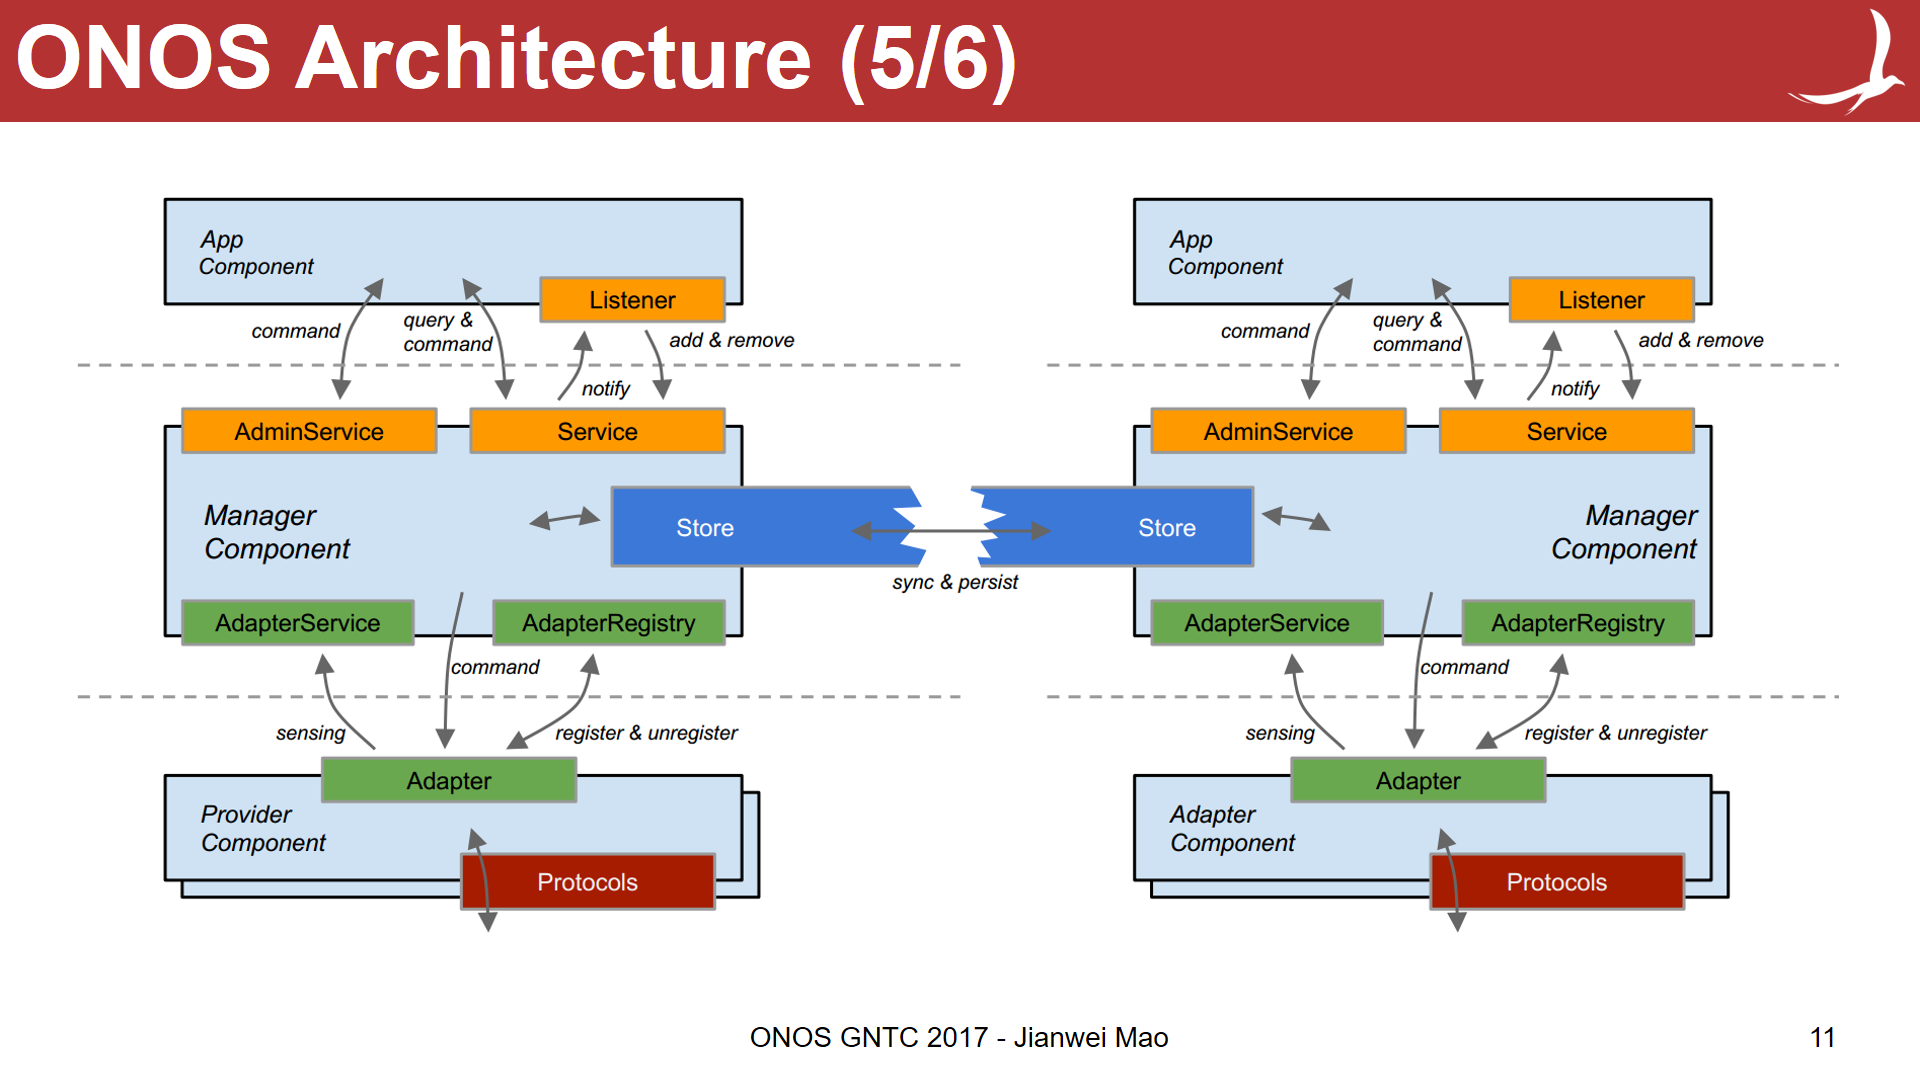 ONOS Architecture (5/6)
App
Component
Listener
command
query &
command
add & remove
notify
AdminService
Service
Manager
Component
Store
AdapterService
AdapterRegistry
command
sensing
register & unregister
Adapter
Provider
Component
Protocols
sync & persist
App
Component
Listener
command
query &
command
add & remove
notify
AdminService
Service
Store
Manager
Component
AdapterService
AdapterRegistry
command
sensing
register & unregister
Adapter
Adapter
Component
Protocols
ONOS GNTC 2017 - Jianwei Mao
11